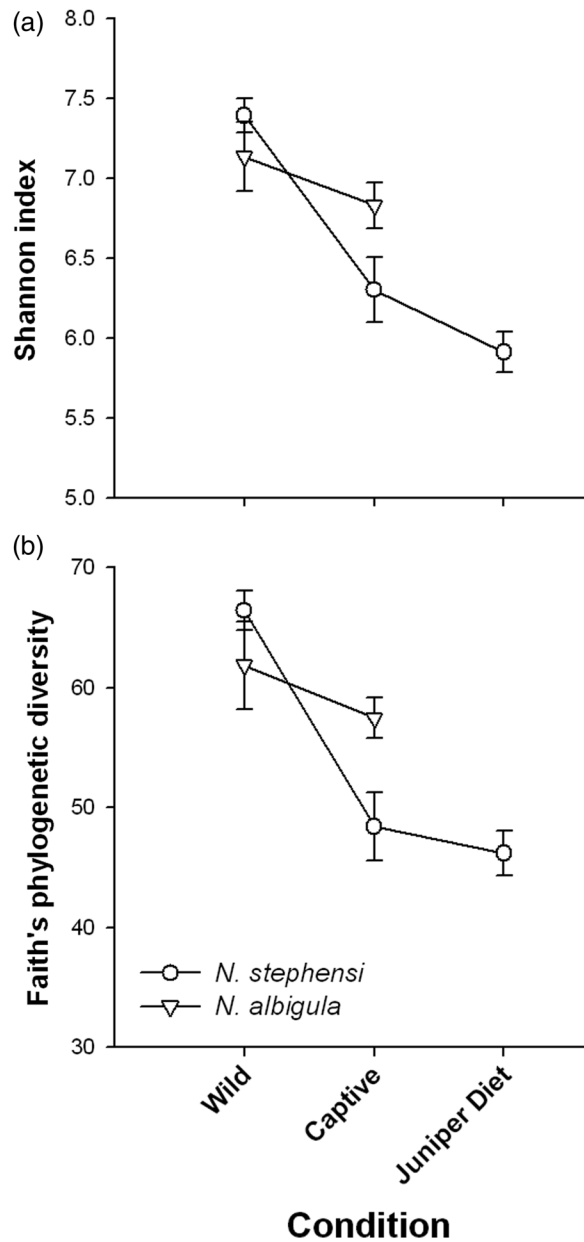 (a)
8.0
7.5
7.0
6.5
6.0
5.5
5.0
Shannon index
(b)
70
60
50
40
30
Faith's phylogenetic diversity
N. stephensi
N. albigula
Wild
Captive
Juniper Diet
Condition